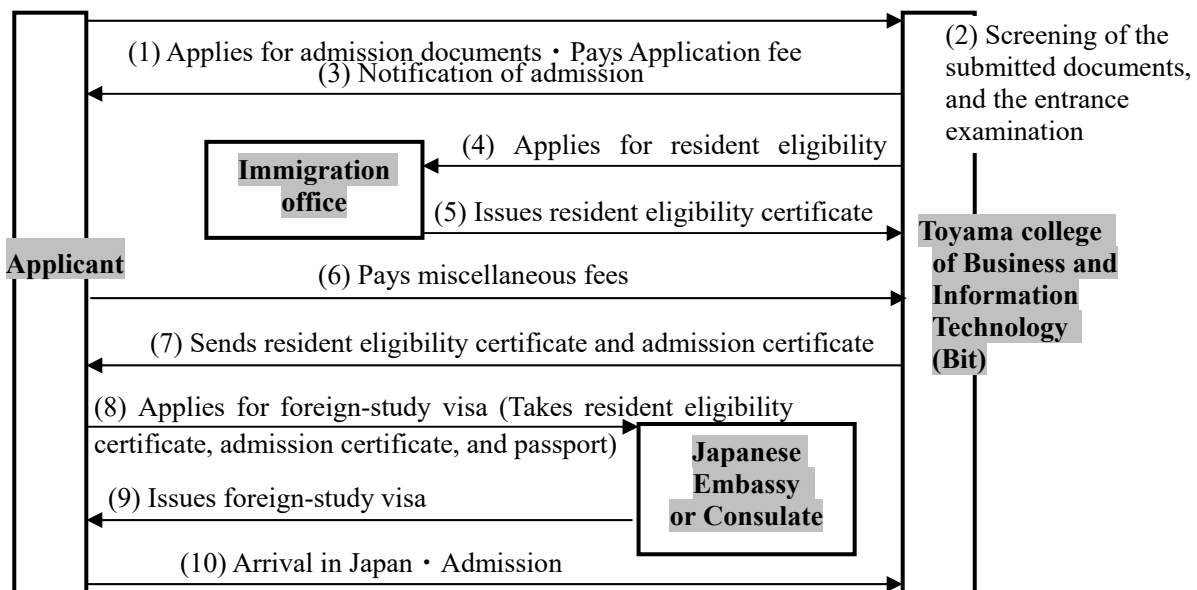 (1) Applies for admission documents・Pays Application fee
(2) Screening of the
submitted documents,
and the entrance
examination
(3) Notification of admission
(4) Applies for resident eligibility
Immigration
office
(5) Issues resident eligibility certificate
Applicant
Toyama college
of Business and
Information
Technology
(Bit)
(6) Pays miscellaneous fees
(7) Sends resident eligibility certificate and admission certificate
(8) Applies for foreign-study visa (Takes resident eligibility
certificate, admission certificate, and passport)
Japanese
Embassy
or Consulate
(9) Issues foreign-study visa
(10) Arrival in Japan・Admission